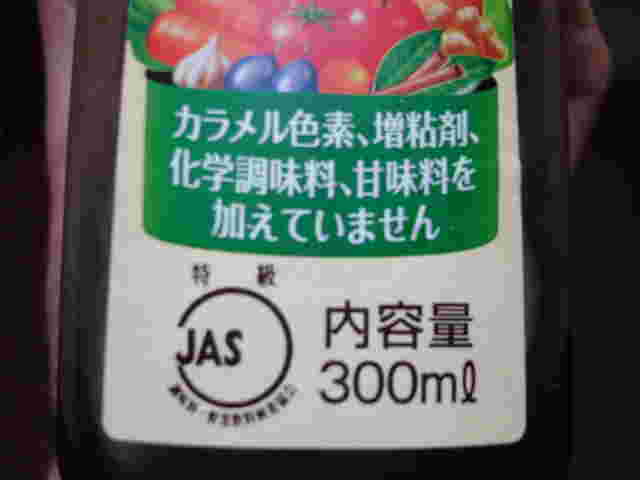 カラメル色素、増粘剤、
化学調味料、甘味料を
加えていません
特級
JAS
内容量
300ml